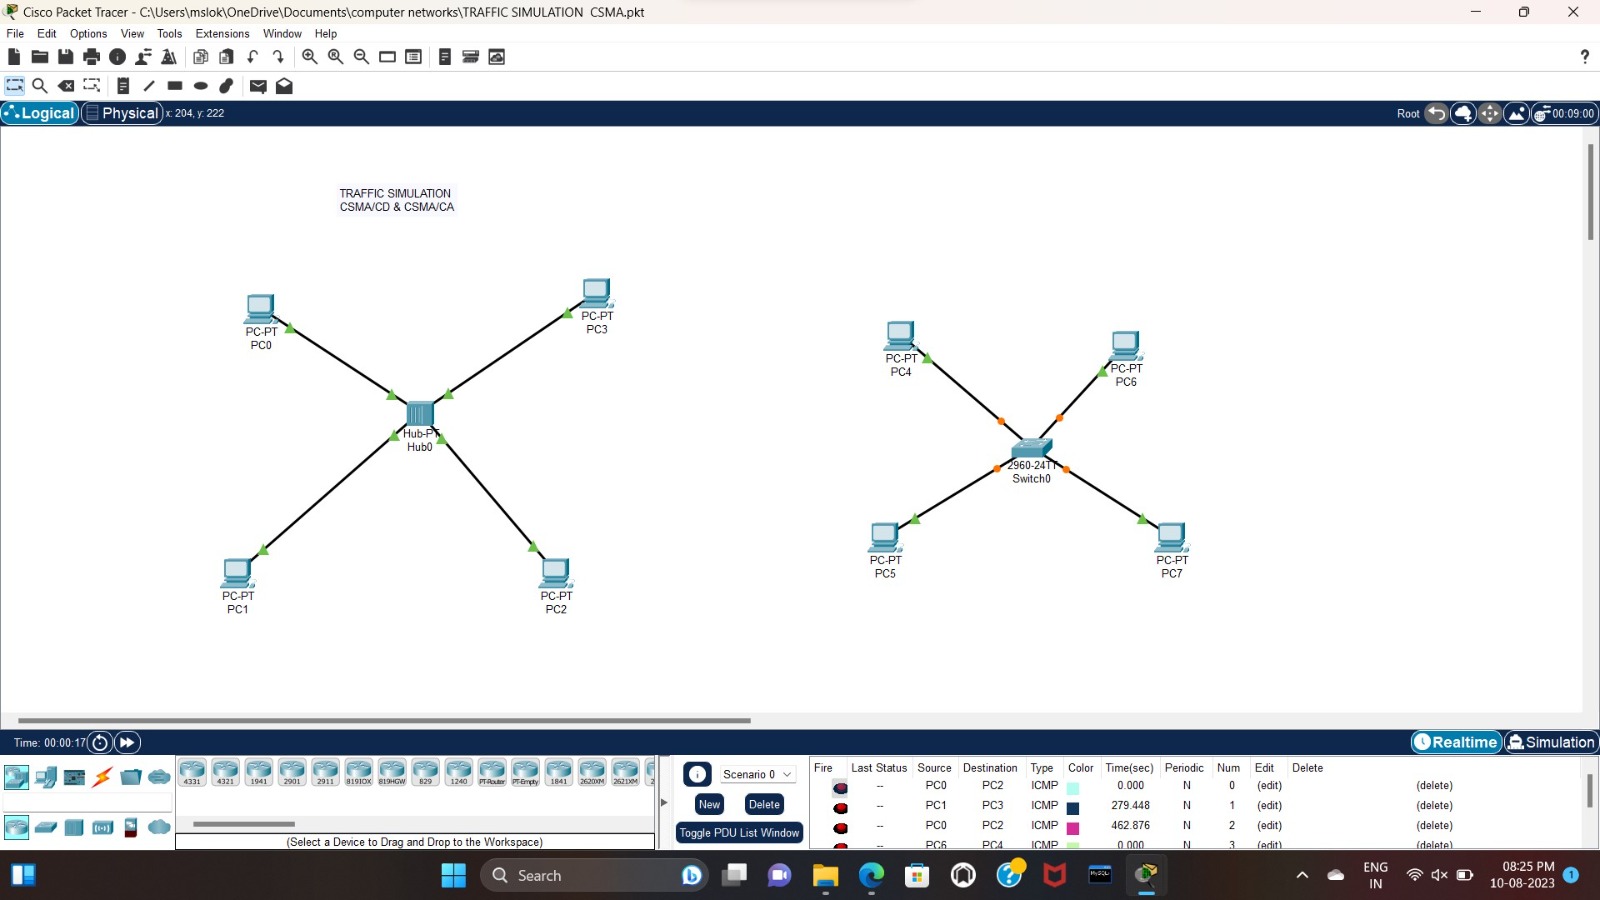 Cisco Packet Tracer - C:\Users\mslok\OneDrive\Documents\computer networks\TRAFFIC SIMULATION  CSMA.pkt
File Edit Options View Tools Extensions Window Help
?
Logical Physical x: 204, y: 222 Root 00:09:00
TRAFFIC SIMULATION
CSMA/CD & CSMA/CA
PC-PT
PC0
PC-PT
PC3
PC-PT
PC4
PC-PT
PC6
Hub-PT
Hub0
2960-24TT
Switch0
PC-PT
PC5
PC-PT
PC7
PC-PT
PC1
PC-PT
PC2
Time: 00:00:17 Realtime Simulation
4331 4321 1941 2901 2911 819IOX 819HGW 829 1240 PT-Router PT-Empty 1841 2620XM 2621XM 2
(Select a Device to Drag and Drop to the Workspace)
Scenario 0
New Delete
Toggle PDU List Window
Fire Last Status Source Destination Type Color Time(sec) Periodic Num Edit Delete
-- PC0 PC2 ICMP 0.000 N 0 (edit) (delete)
-- PC1 PC3 ICMP 279.448 N 1 (edit) (delete)
-- PC0 PC2 ICMP 462.876 N 2 (edit) (delete)
-- PC6 PC4 ICMP 0.000 N 3 (edit) (delete)
Search
MySQL
ENG
IN
08:25 PM
10-08-2023
1